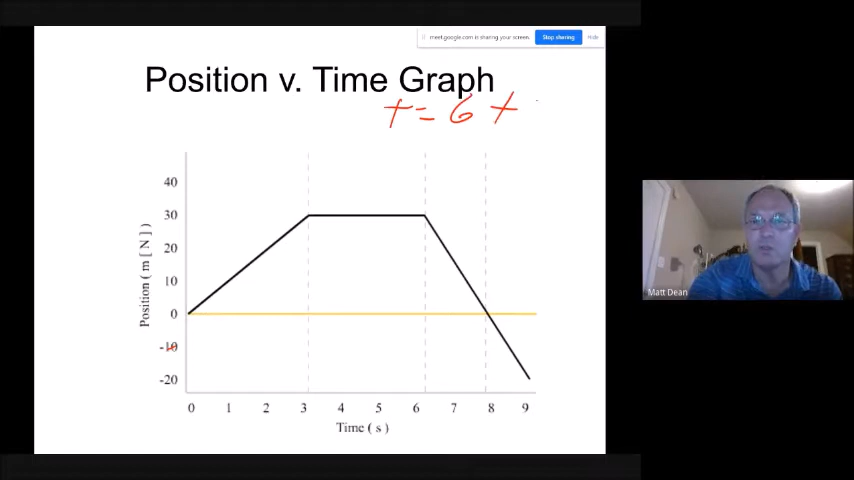 meet.google.com is sharing your screen.
Stop sharing
Hide
Position v. Time Graph
t = 6 t
Position ( m [ N ] )
40
30
20
10
0
-10
-20
0 1 2 3 4 5 6 7 8 9
Time ( s )
Matt Dean